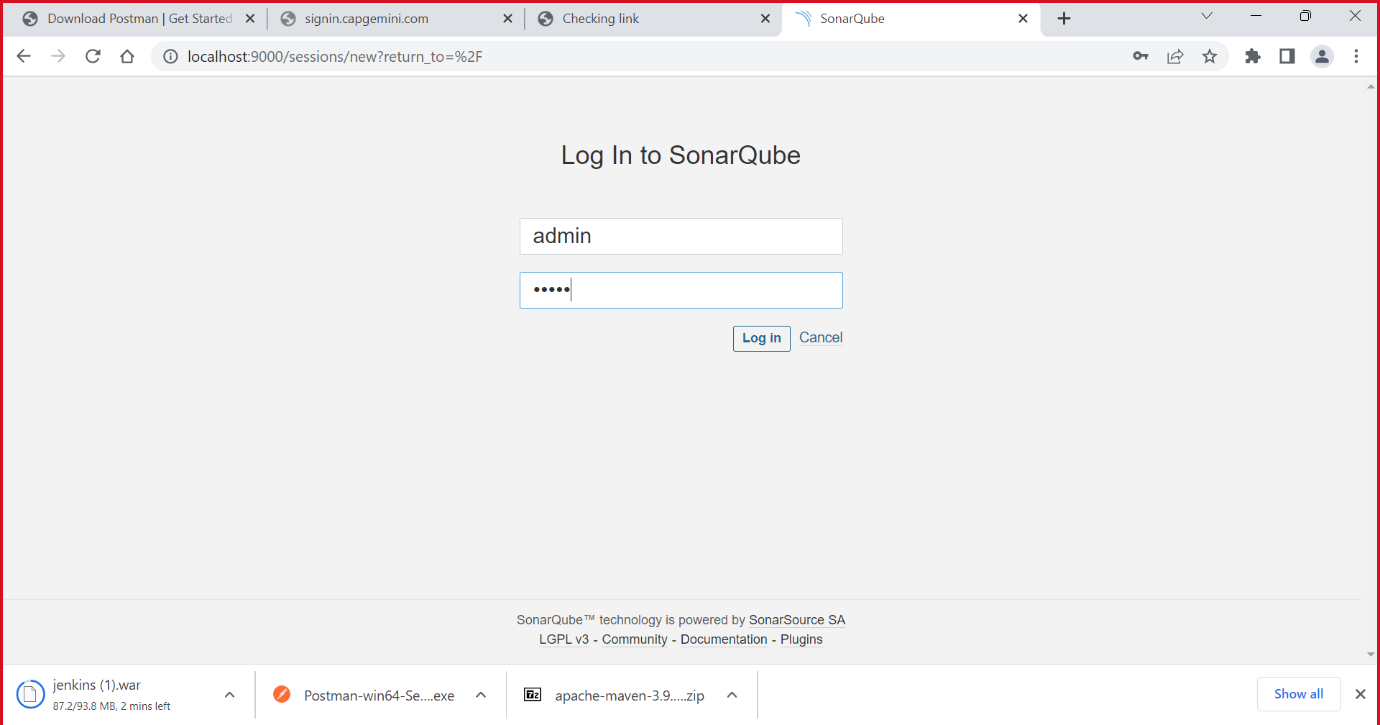 Download Postman | Get Started
signin.capgemini.com
Checking link
SonarQube
localhost:9000/sessions/new?return_to=%2F
Log In to SonarQube
admin
•••••
Log in Cancel
SonarQube™ technology is powered by SonarSource SA
LGPL v3 - Community - Documentation - Plugins
jenkins (1).war
87.2/93.8 MB, 2 mins left
Postman-win64-Se....exe
7z
apache-maven-3.9.....zip
Show all